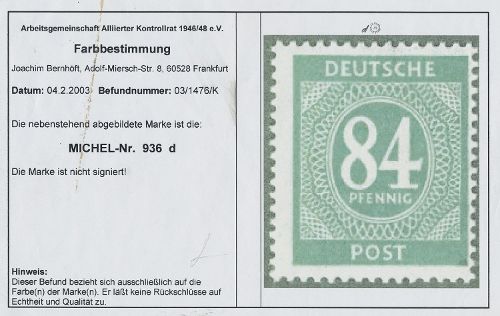 Arbeitsgemeinschaft Alliierter Kontrollrat 1946/48 e.V.
Farbbestimmung
Joachim Bernhöft, Adolf-Miersch-Str. 8, 60528 Frankfurt
Datum: 04.2.2003 Befundnummer: 03/1476/K
Die nebenstehend abgebildete Marke ist die:
MICHEL-Nr. 936 d
Die Marke ist nicht signiert!
Hinweis:
Dieser Befund bezieht sich ausschließlich auf die
Farbe(n) der Marke(n). Er läßt keine Rückschlüsse auf
Echtheit und Qualität zu.
d
DEUTSCHE
84
PFENNIG
POST